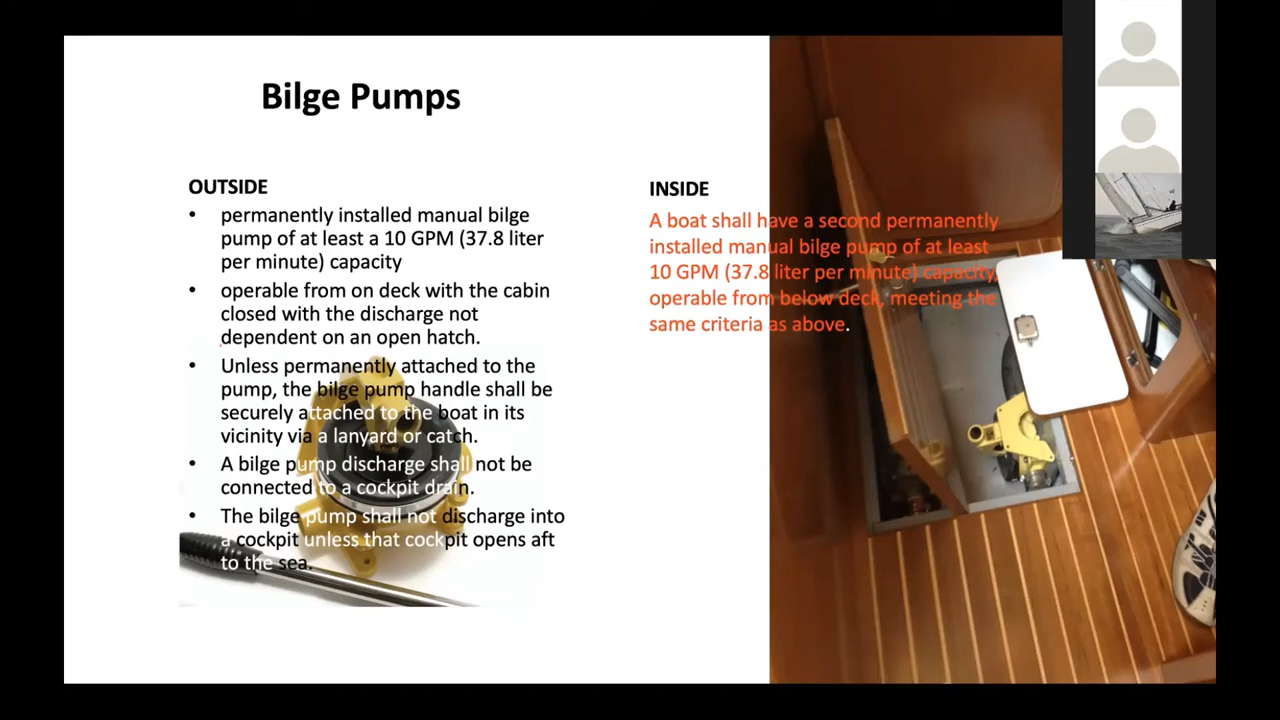 Bilge Pumps
OUTSIDE
• permanently installed manual bilge
pump of at least a 10 GPM (37.8 liter
per minute) capacity
• operable from on deck with the cabin
closed with the discharge not
dependent on an open hatch.
• Unless permanently attached to the
pump, the bilge pump handle shall be
securely attached to the boat in its
vicinity via a lanyard or catch.
• A bilge pump discharge shall not be
connected to a cockpit drain.
• The bilge pump shall not discharge into
a cockpit unless that cockpit opens aft
to the sea.
INSIDE
A boat shall have a second permanently
installed manual bilge pump of at least
10 GPM (37.8 liter per minute) capacity,
operable from below deck, meeting the
same criteria as above.